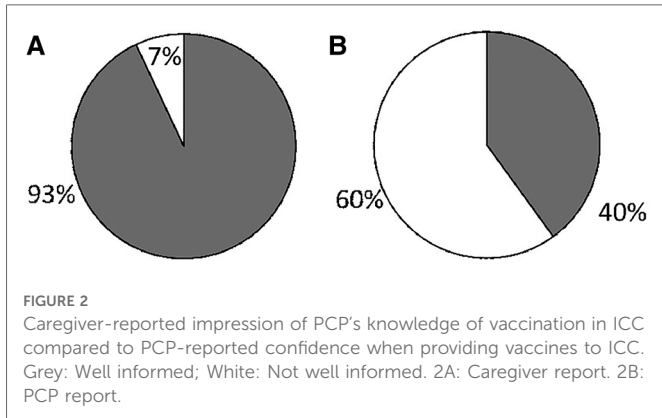 A
7%
93%
B
60%
40%
FIGURE 2
Caregiver-reported impression of PCP's knowledge of vaccination in ICC
compared to PCP-reported confidence when providing vaccines to ICC.
Grey: Well informed; White: Not well informed. 2A: Caregiver report. 2B:
PCP report.